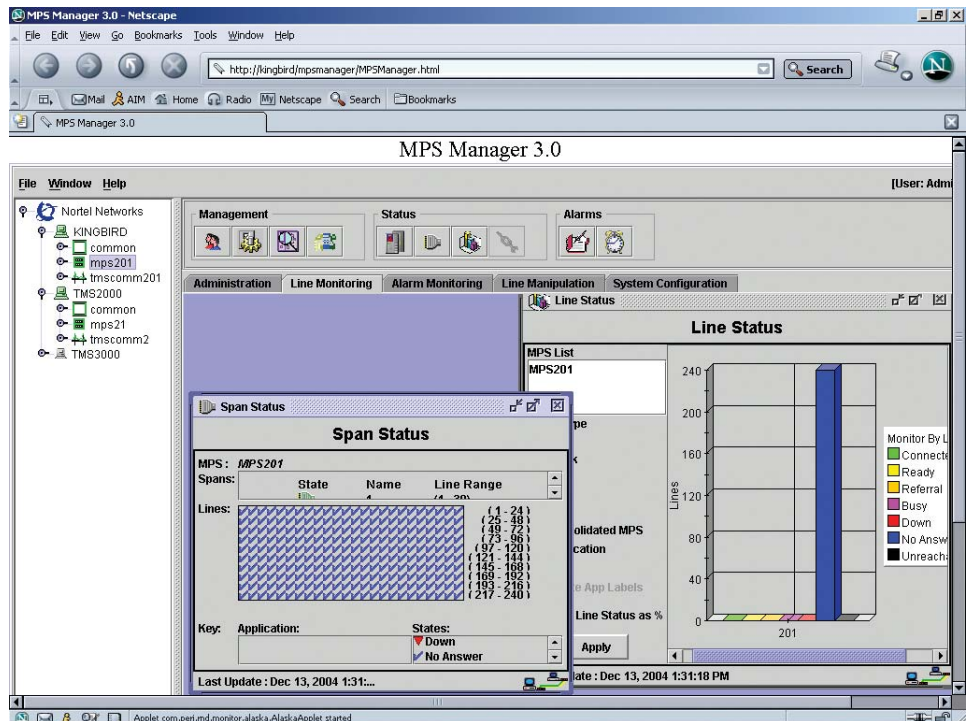 MPS Manager 3.0 - Netscape
File Edit View Go Bookmarks Tools Window Help
http://kingbird/mpsmanager/MPSManager.html
Search
N
Mail AIM Home Radio My Netscape Search Bookmarks
MPS Manager 3.0
MPS Manager 3.0
File Window Help
[User: Admi
Nortel Networks
KINGBIRD
common
mps201
tmscomm201
TMS2000
common
mps21
tmscomm2
TMS3000
Management
Status
Alarms
Administration
Line Monitoring
Alarm Monitoring
Line Manipulation
System Configuration
Line Status
Line Status
MPS List
MPS201
pe
olidated MPS
cation
App Labels
Line Status as %
Apply
240
200
160
120
80
40
0
Lines
201
Monitor By L
Connecte
Ready
Referral
Busy
Down
No Answ
Unreach
ate : Dec 13, 2004 1:31:18 PM
Span Status
Span Status
MPS : MPS201
Spans:
State Name Line Range
Lines:
( 1 - 24 )
( 25 - 48 )
( 49 - 72 )
( 73 - 96 )
( 97 - 120 )
( 121 - 144 )
( 145 - 168 )
( 169 - 192 )
( 193 - 216 )
( 217 - 240 )
Key: Application:
States:
Down
No Answer
Last Update : Dec 13, 2004 1:31:...
Applet com.peri.md.monitor.alaska.AlaskaApplet started